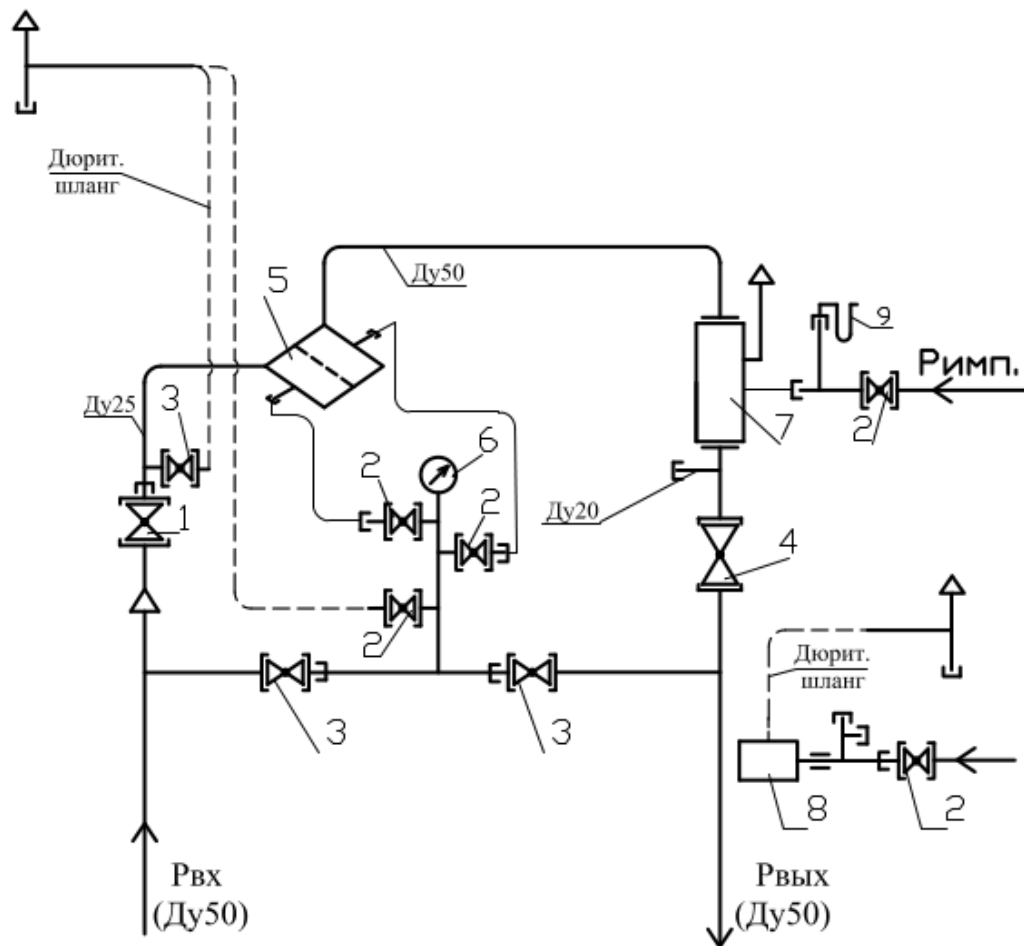 Дюрит.
шланг
5
Ду50
9
Римп.
3
Ду25
6
7
2
2
2
1
Ду20
4
2
Дюрит.
шланг
3
3
8
2
Рвх
(Ду50)
Рвых
(Ду50)